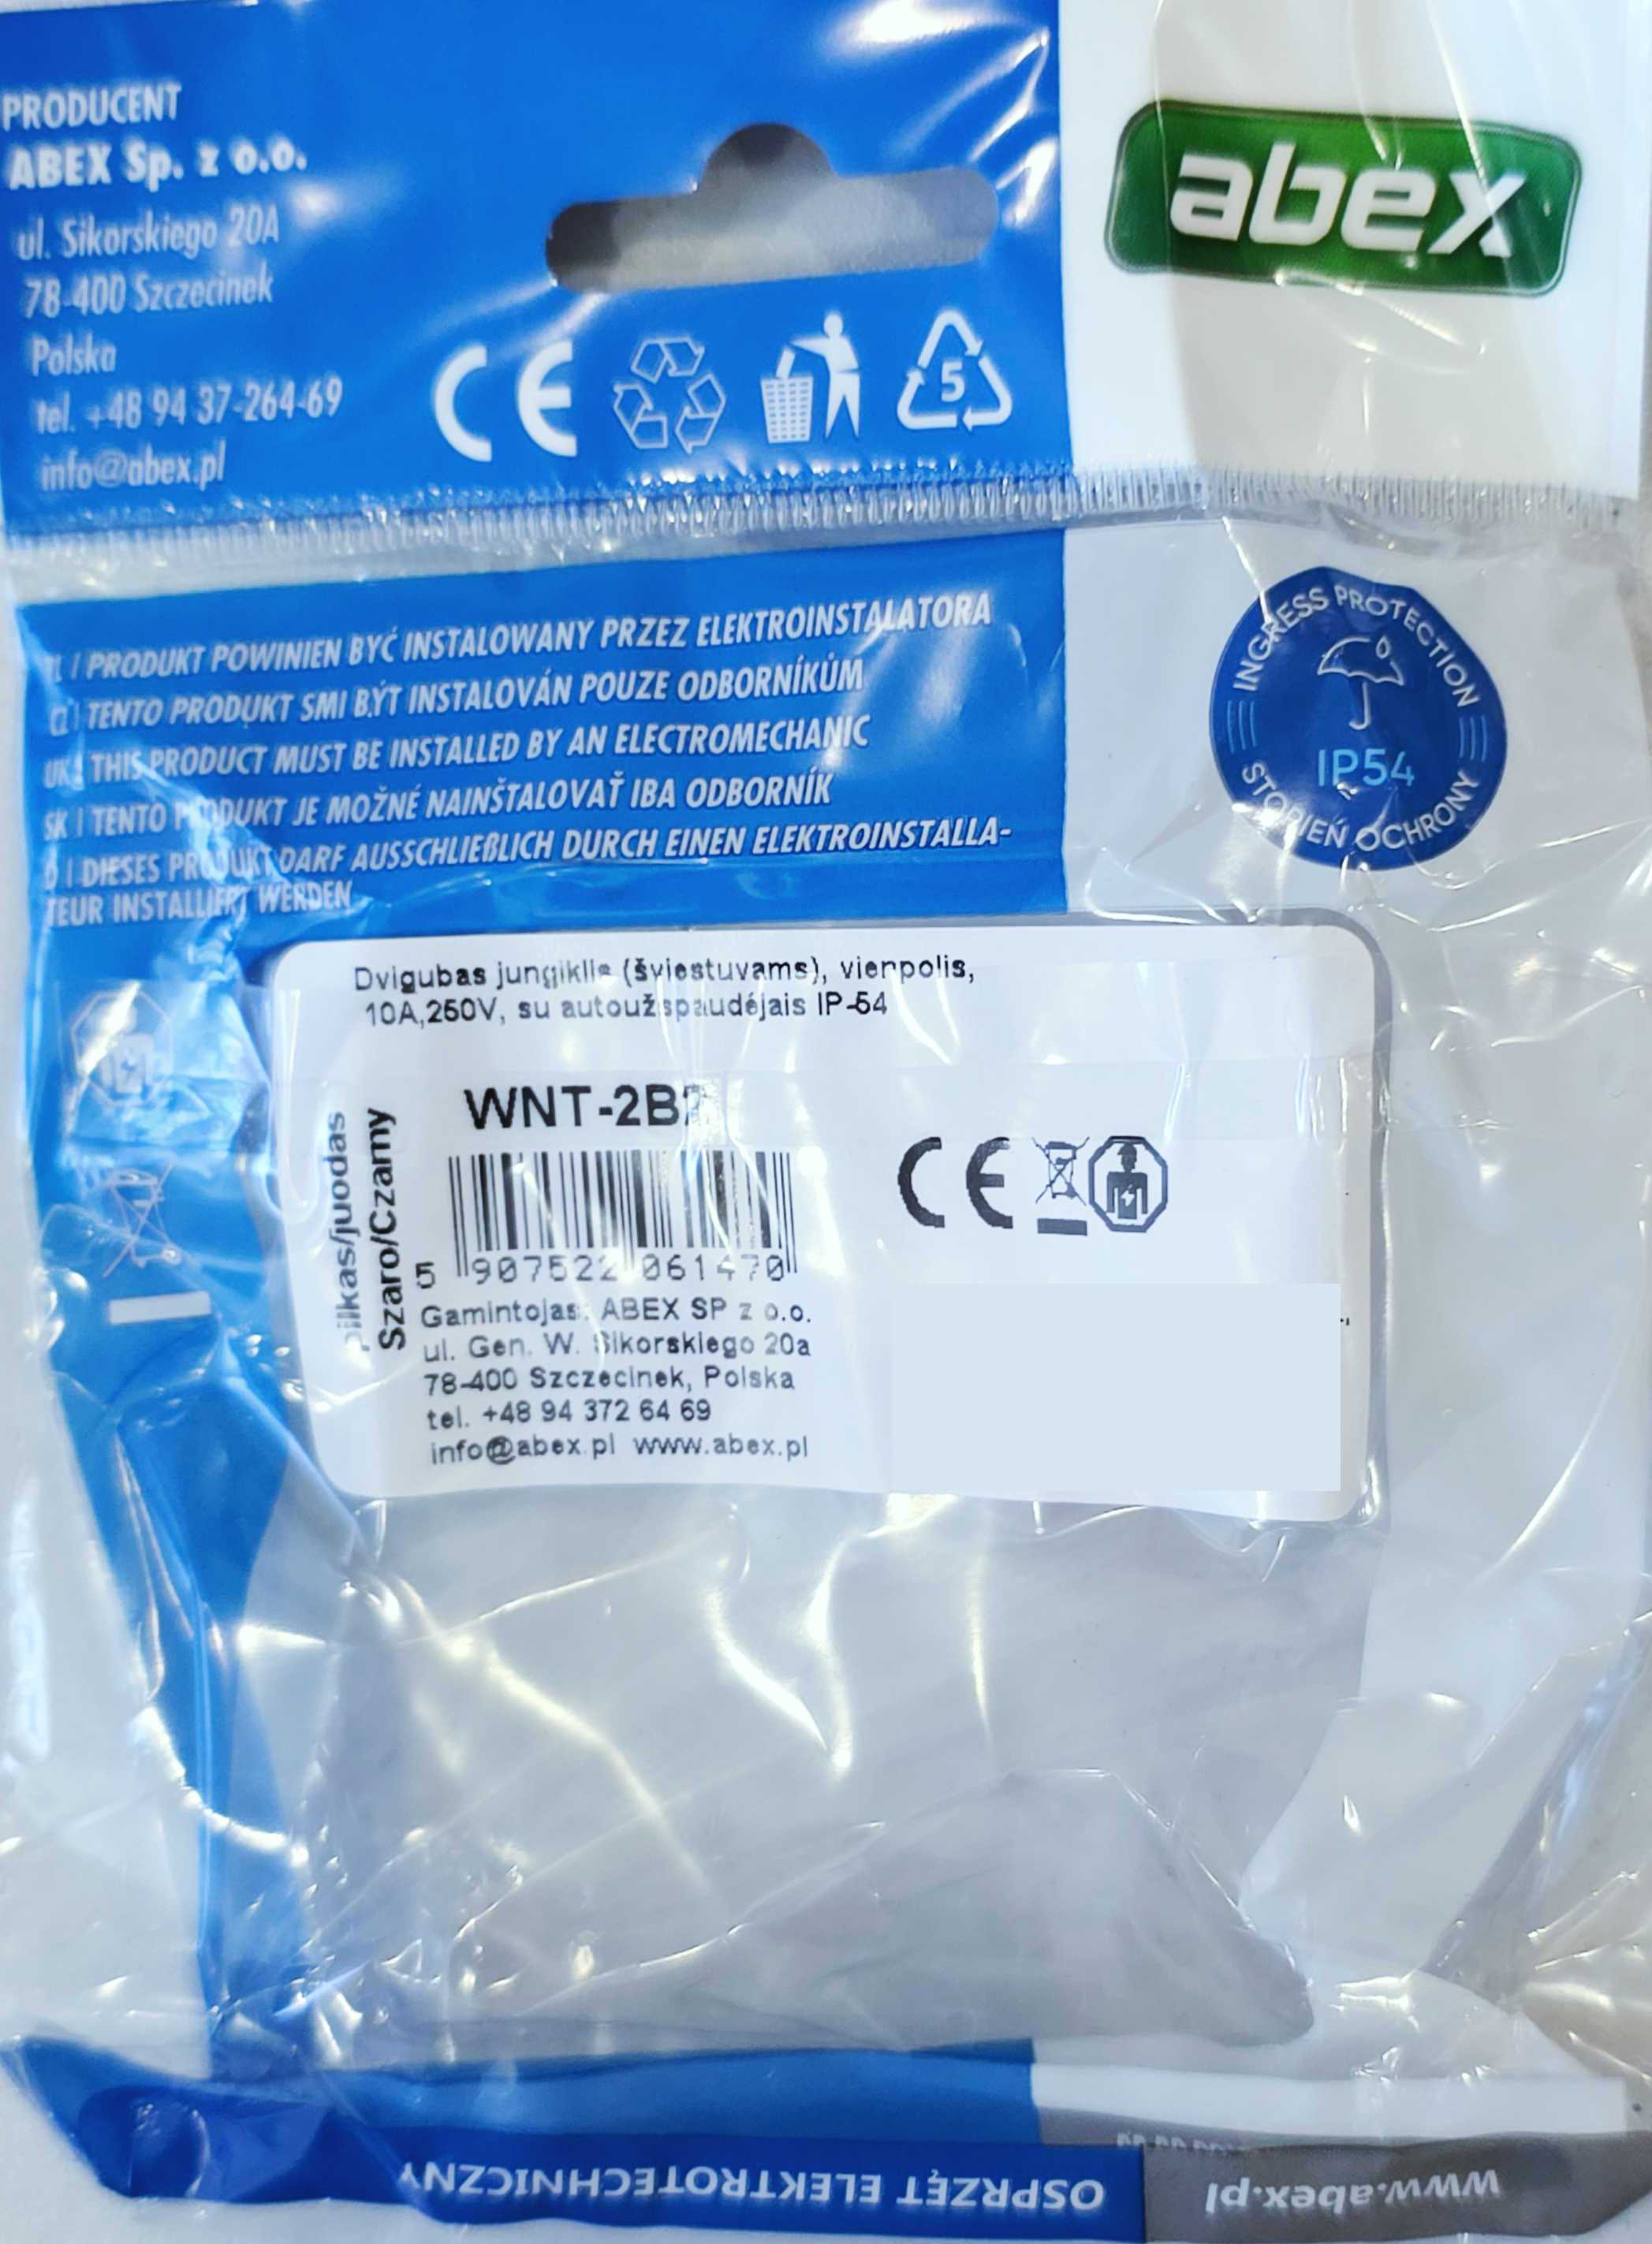 PRODUCENT
ABEX Sp. z o.o.
ul. Sikorskiego 20A
78-400 Szczecinek
Polska
tel. +48 94 37-264-69
info@abex.pl
CE
5
abex
I PRODUKT POWINIEN BYĆ INSTALOWANY PRZEZ ELEKTROINSTALATORA
I TENTO PRODUKT SMI BÝT INSTALOVÁN POUZE ODBORNÍKŮM
UK I THIS PRODUCT MUST BE INSTALLED BY AN ELECTROMECHANIC
SK I TENTO PRODUKT JE MOŽNÉ NAINŠTALOVAŤ IBA ODBORNÍK
D I DIESES PRODUKT DARF AUSSCHLIEßLICH DURCH EINEN ELEKTROINSTALLA-
TEUR INSTALLIERT WERDEN
INGRESS PROTECTION
IP54
STOPIEŃ OCHRONY
Dvigubas jungiklis (šviestuvams), vienpolis,
10A,250V, su autoužspaudėjais IP-54
WNT-2B
pilkas/juodas
Szaro/Czarny
CE
5 907522 061470
Gamintojas: ABEX SP z o.o.
ul. Gen. W. Sikorskiego 20a
78-400 Szczecinek, Polska
tel. +48 94 372 64 69
info@abex.pl www.abex.pl
OSPRZĘT ELEKTROTECHNICZNY
www.abex.pl